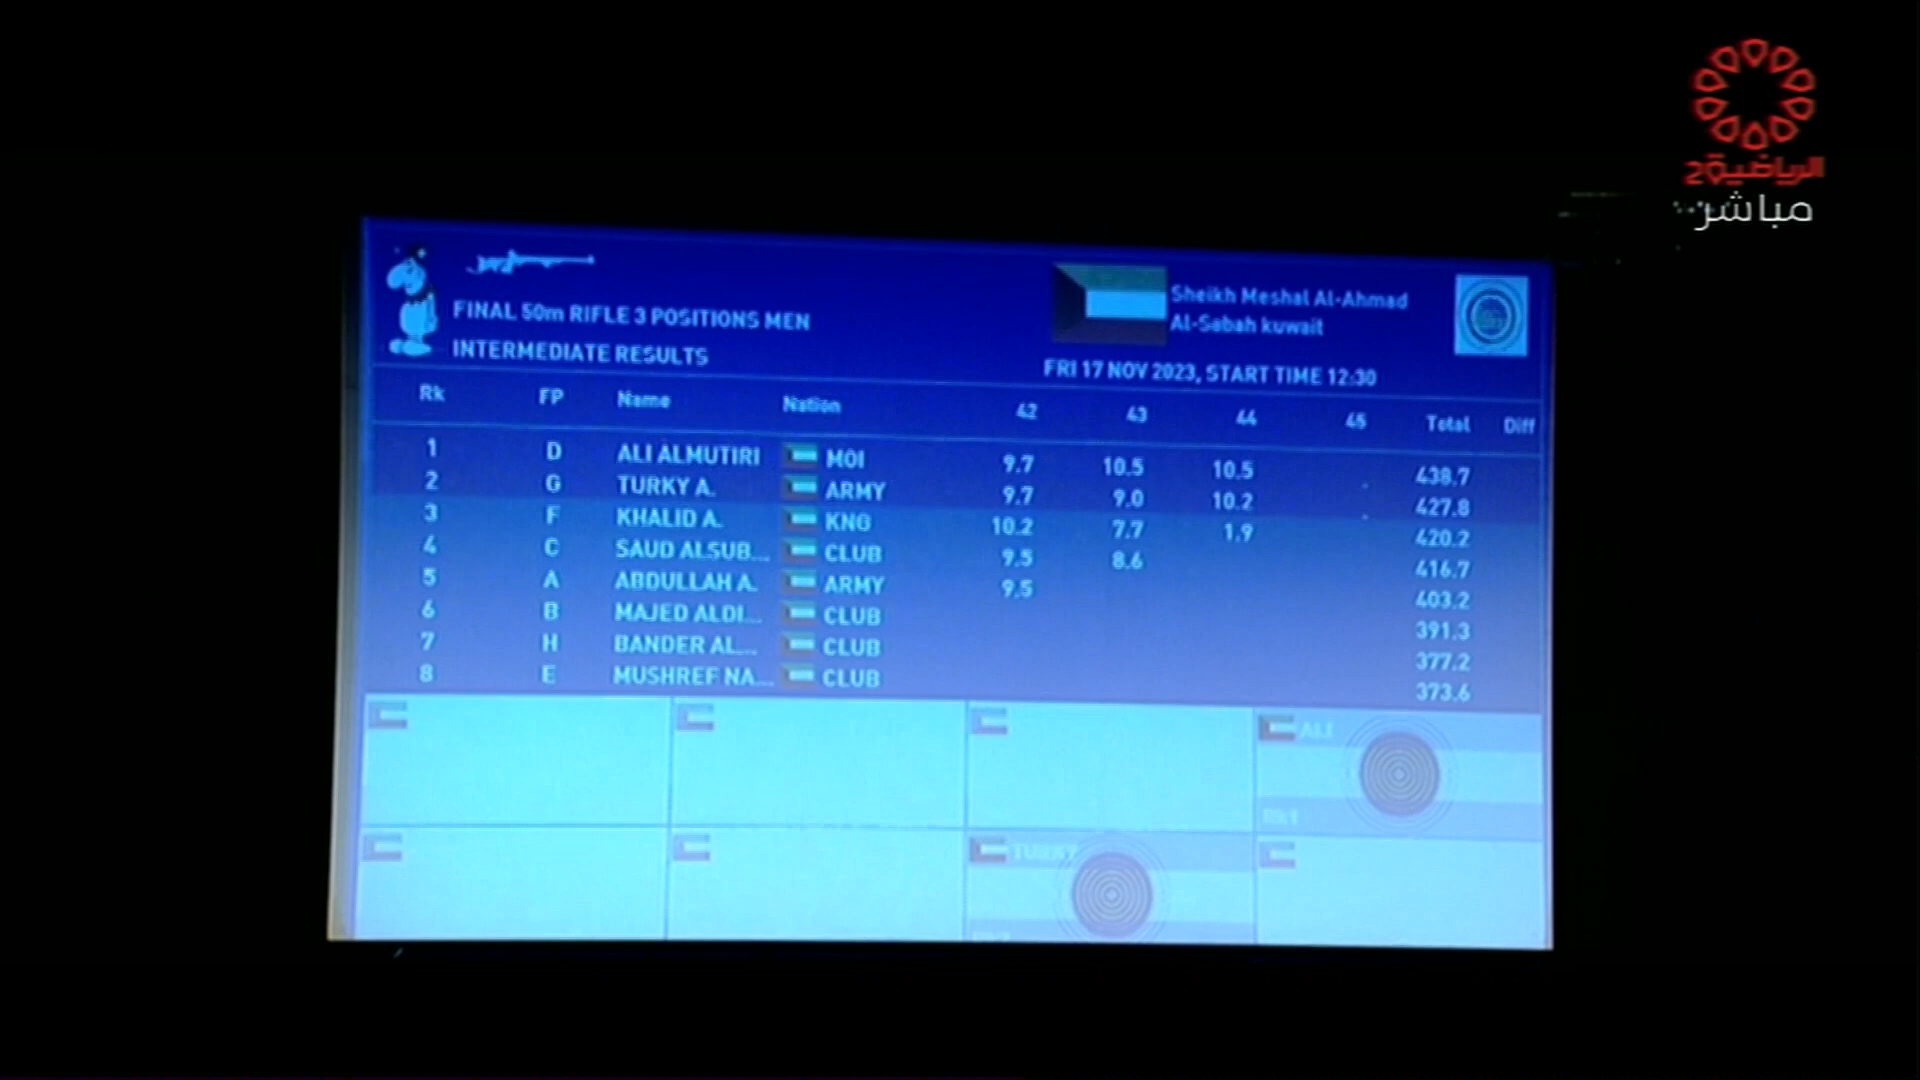 الرياضية 2
مباشر
FINAL 50m RIFLE 3 POSITIONS MEN
INTERMEDIATE RESULTS
Sheikh Meshal Al-Ahmad
Al-Sabah kuwait
FRI 17 NOV 2023, START TIME 12:30
Rk FP Name Nation 42 43 44 45 Total Diff
1 D ALI ALMUTIRI MOI 9.7 10.5 10.5 438.7
2 G TURKY A. ARMY 9.7 9.0 10.2 427.8
3 F KHALID A. KNG 10.2 7.7 1.9 420.2
4 C SAUD ALSUB... CLUB 9.5 8.6 416.7
5 A ABDULLAH A. ARMY 9.5 403.2
6 B MAJED ALDI... CLUB 391.3
7 H BANDER AL... CLUB 377.2
8 E MUSHREF NA... CLUB 373.6
ALI
TURKY